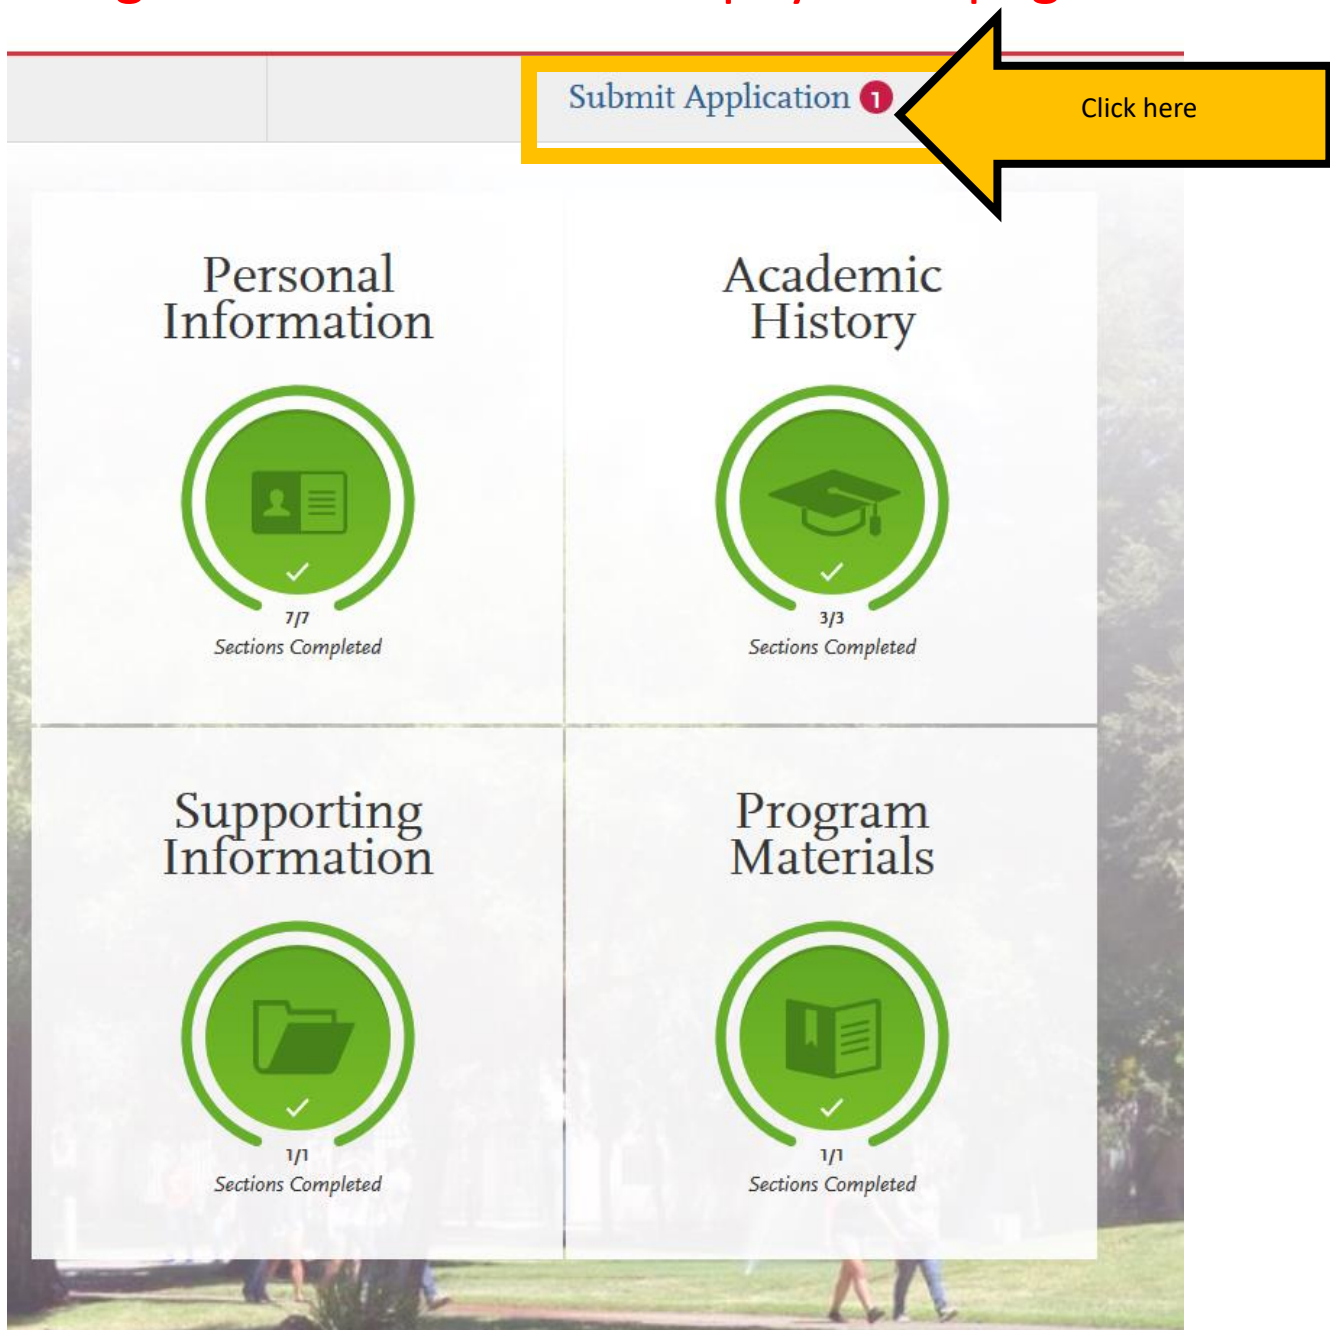 Submit Application 1
Click here
Personal
Information
7/7
Sections Completed
Academic
History
3/3
Sections Completed
Supporting
Information
1/1
Sections Completed
Program
Materials
1/1
Sections Completed